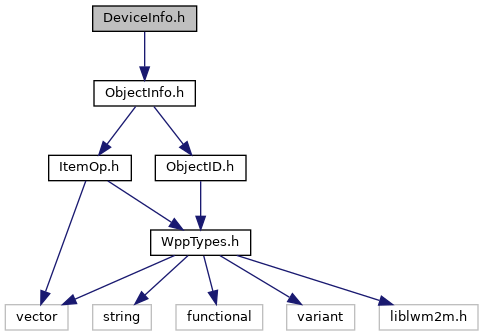 DeviceInfo.h
ObjectInfo.h
ItemOp.h
ObjectID.h
WppTypes.h
vector
string
functional
variant
liblwm2m.h